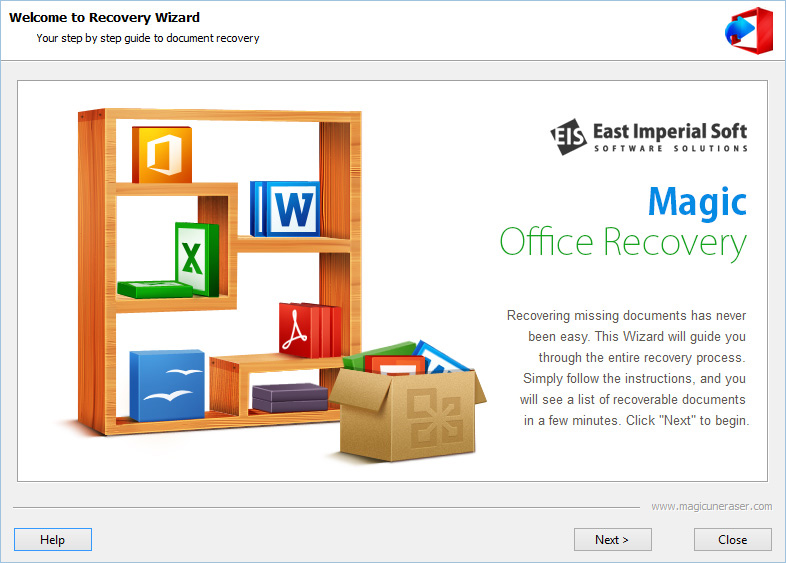 Welcome to Recovery Wizard
Your step by step guide to document recovery
EIS East Imperial Soft
SOFTWARE SOLUTIONS
Magic
Office Recovery
W
X
Recovering missing documents has never
been easy. This Wizard will guide you
through the entire recovery process.
Simply follow the instructions, and you
will see a list of recoverable documents
in a few minutes. Click "Next" to begin.
www.magicuneraser.com
Help
Next >
Close